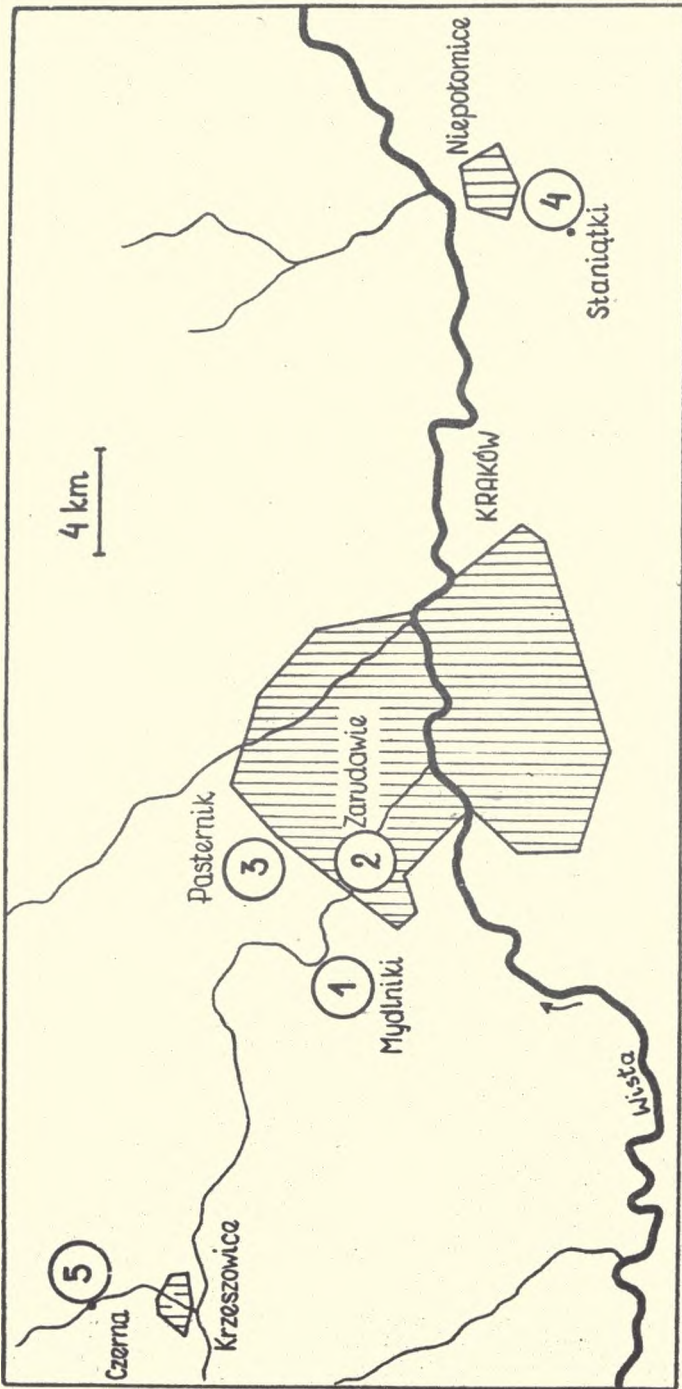 5
Czerna
Krzeszowice
4 km
Pasternik
3
Zarudawie
2
1
Mydlniki
KRAKÓW
Niepołomice
4
Staniątki
Wisła